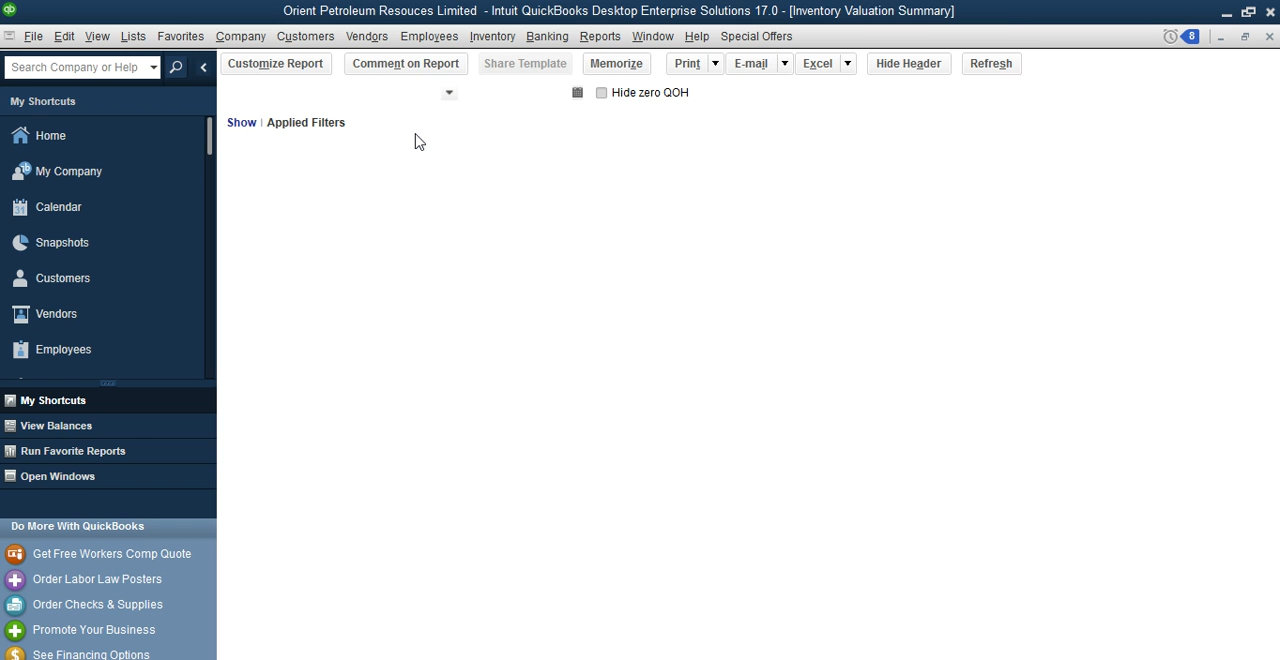 qb Orient Petroleum Resouces Limited - Intuit QuickBooks Desktop Enterprise Solutions 17.0 - [Inventory Valuation Summary]
File Edit View Lists Favorites Company Customers Vendors Employees Inventory Banking Reports Window Help Special Offers 8
Search Company or Help
Customize Report Comment on Report Share Template Memorize Print E-mail Excel Hide Header Refresh
Hide zero QOH
My Shortcuts
Show | Applied Filters
Home
My Company
31 Calendar
Snapshots
Customers
Vendors
Employees
My Shortcuts
View Balances
Run Favorite Reports
Open Windows
Do More With QuickBooks
Get Free Workers Comp Quote
Order Labor Law Posters
Order Checks & Supplies
Promote Your Business
$ See Financing Options